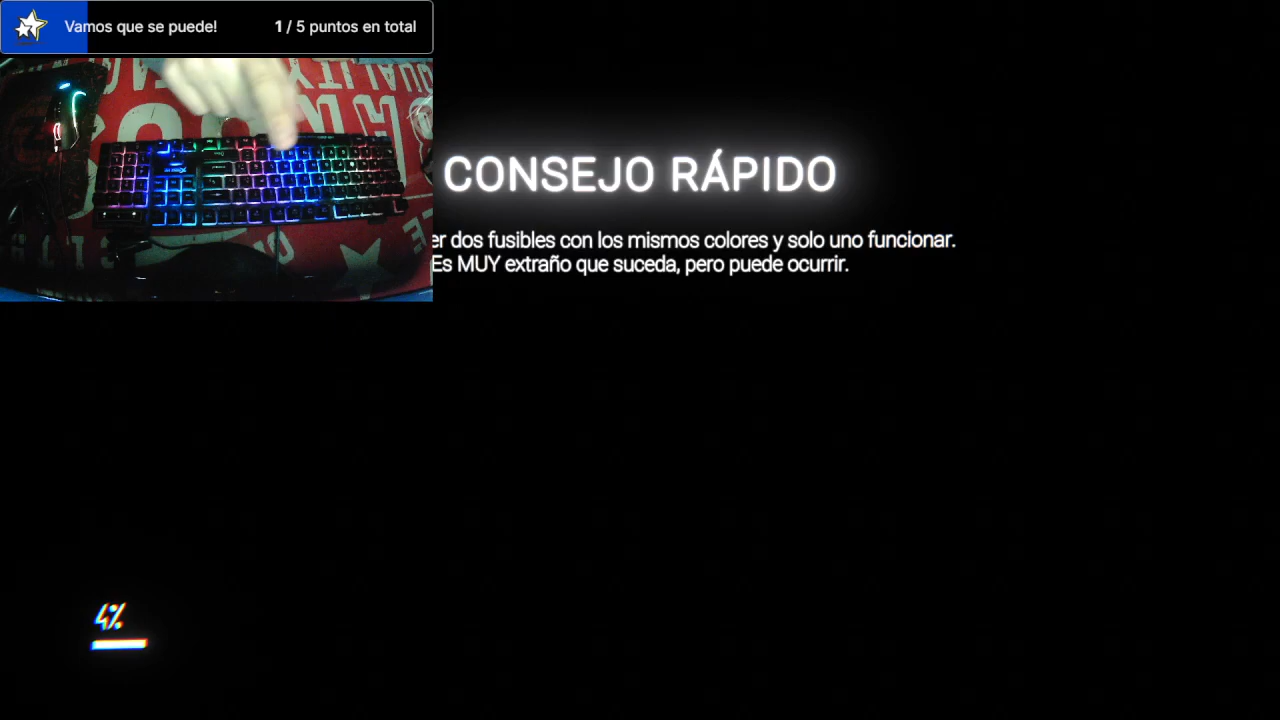 Vamos que se puede!
1 / 5 puntos en total
CONSEJO RÁPIDO
dos fusibles con los mismos colores y solo uno funcionar.
Es MUY extraño que suceda, pero puede ocurrir.
4%